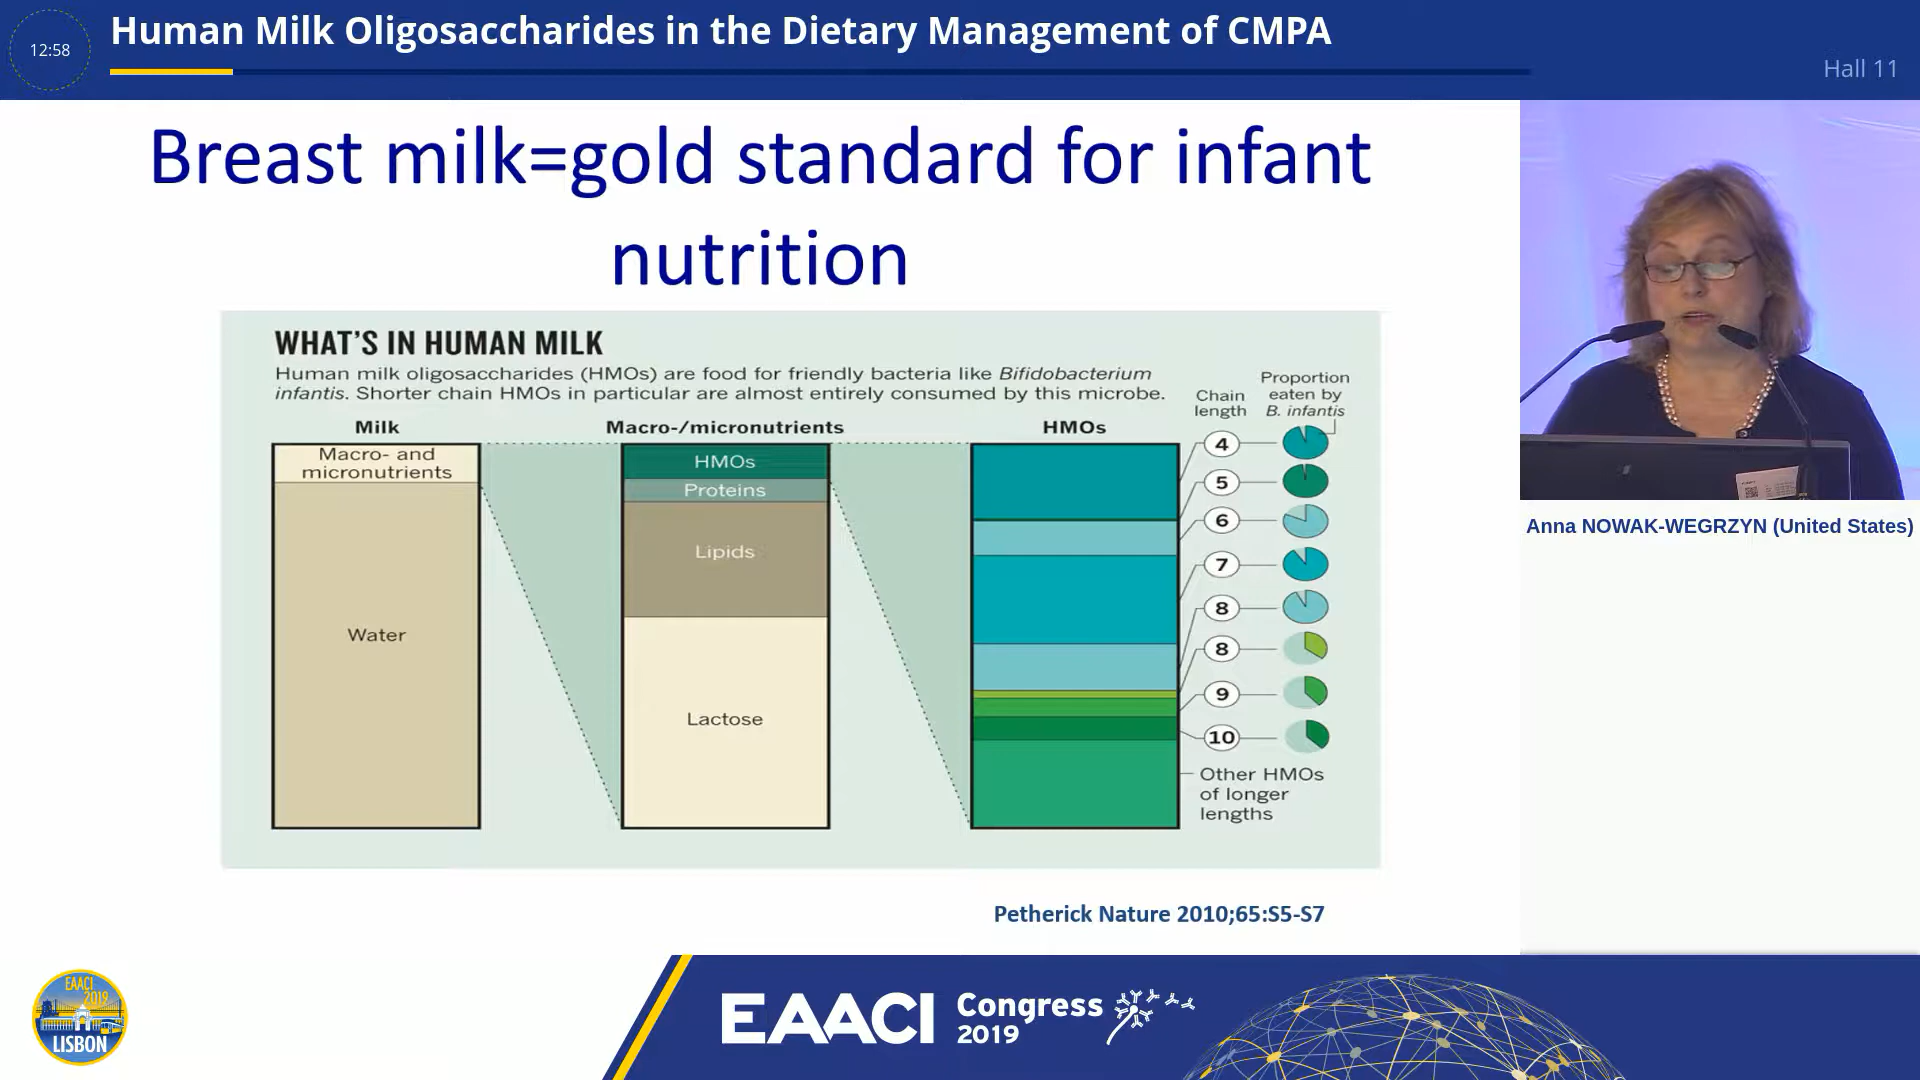 12:58
Human Milk Oligosaccharides in the Dietary Management of CMPA
Hall 11
Breast milk=gold standard for infant
nutrition
WHAT'S IN HUMAN MILK
Human milk oligosaccharides (HMOs) are food for friendly bacteria like Bifidobacterium
infantis. Shorter chain HMOs in particular are almost entirely consumed by this microbe.
Chain
length
Proportion
eaten by
B. infantis
Milk
Macro-/micronutrients
HMOs
Macro- and
micronutrients
Water
HMOs
Proteins
Lipids
Lactose
4
5
6
7
8
8
9
10
Other HMOs
of longer
lengths
Petherick Nature 2010;65:S5-S7
Anna NOWAK-WEGRZYN (United States)
EAACI
2019
LISBON
EAACI
Congress
2019